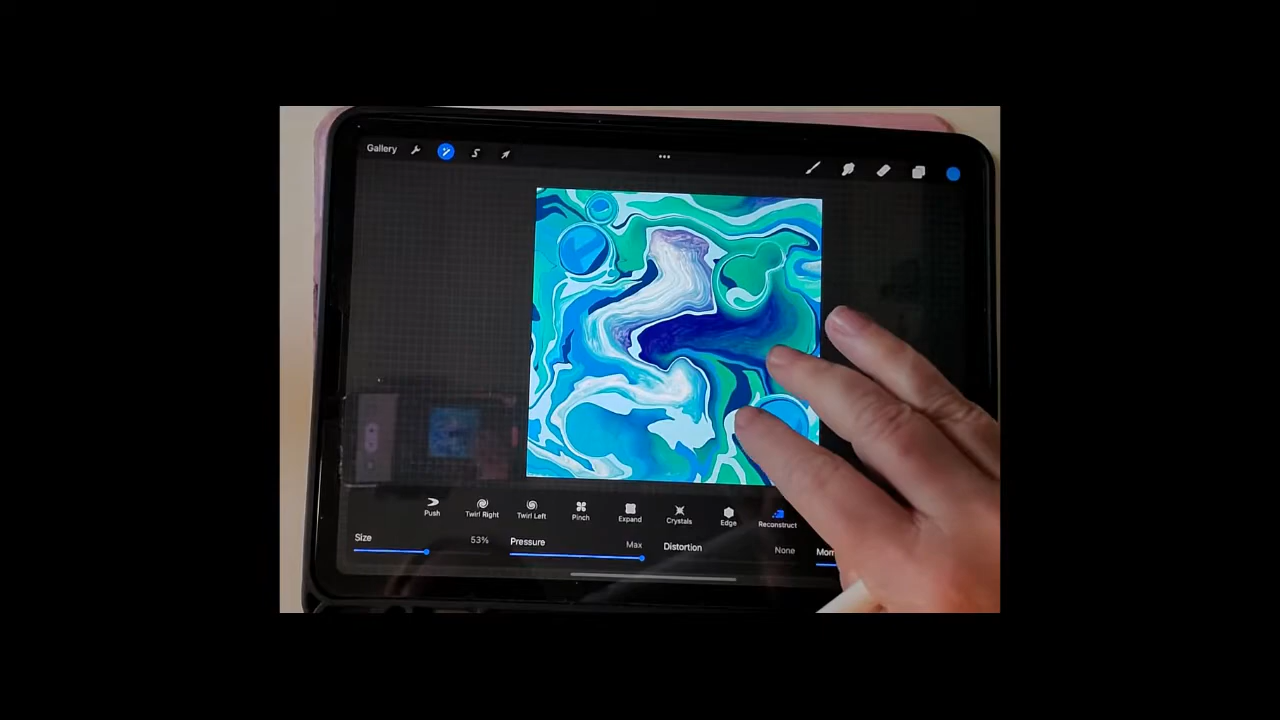 Gallery
Push Twirl Right Twirl Left Pinch Expand Crystals Edge Reconstruct
Size 53% Pressure Max Distortion None